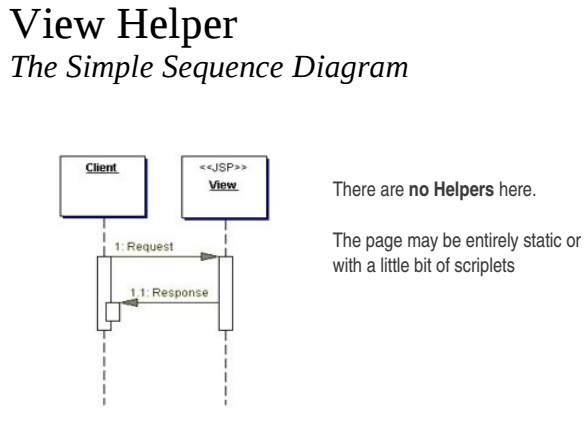 View Helper
The Simple Sequence Diagram
Client
<<JSP>>
View
There are no Helpers here.
1: Request
The page may be entirely static or
with a little bit of scriplets
1.1: Response